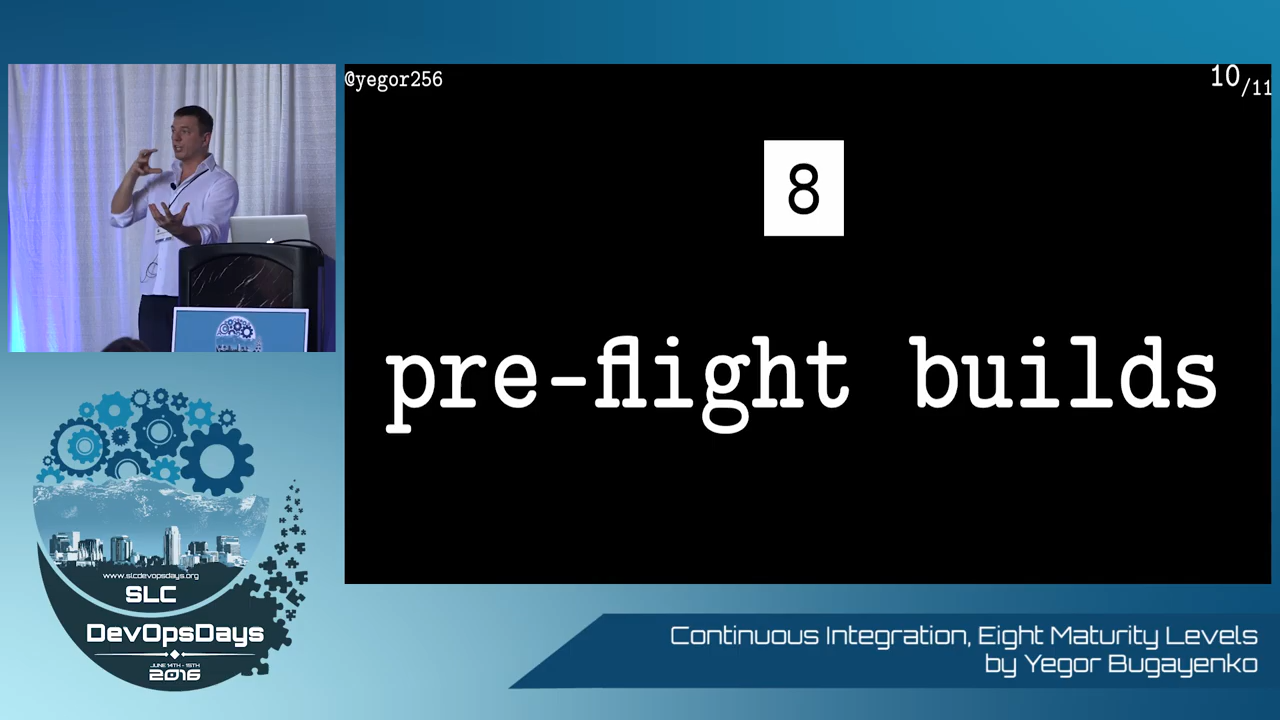 @yegor256
10/11
8
pre-flight builds
www.slcdevopsdays.org
SLC
DevOpsDays
JUNE 14TH - 15TH
2016
Continuous Integration, Eight Maturity Levels
by Yegor Bugayenko